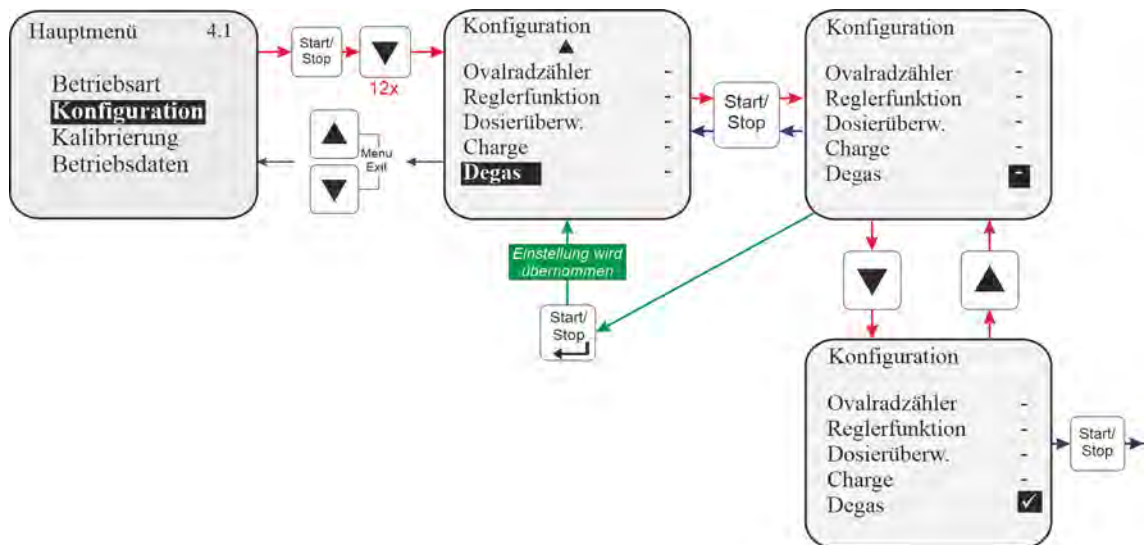 Hauptmenü 4.1
Betriebsart
Konfiguration
Kalibrierung
Betriebsdaten
Start/
Stop
12x
Menu
Exit
Konfiguration
Ovalradzähler -
Reglerfunktion -
Dosierüberw. -
Charge -
Degas -
Start/
Stop
Konfiguration
Ovalradzähler -
Reglerfunktion -
Dosierüberw. -
Charge -
Degas -
Einstellung wird
übernommen
Start/
Stop
Konfiguration
Ovalradzähler -
Reglerfunktion -
Dosierüberw. -
Charge -
Degas ✓
Start/
Stop